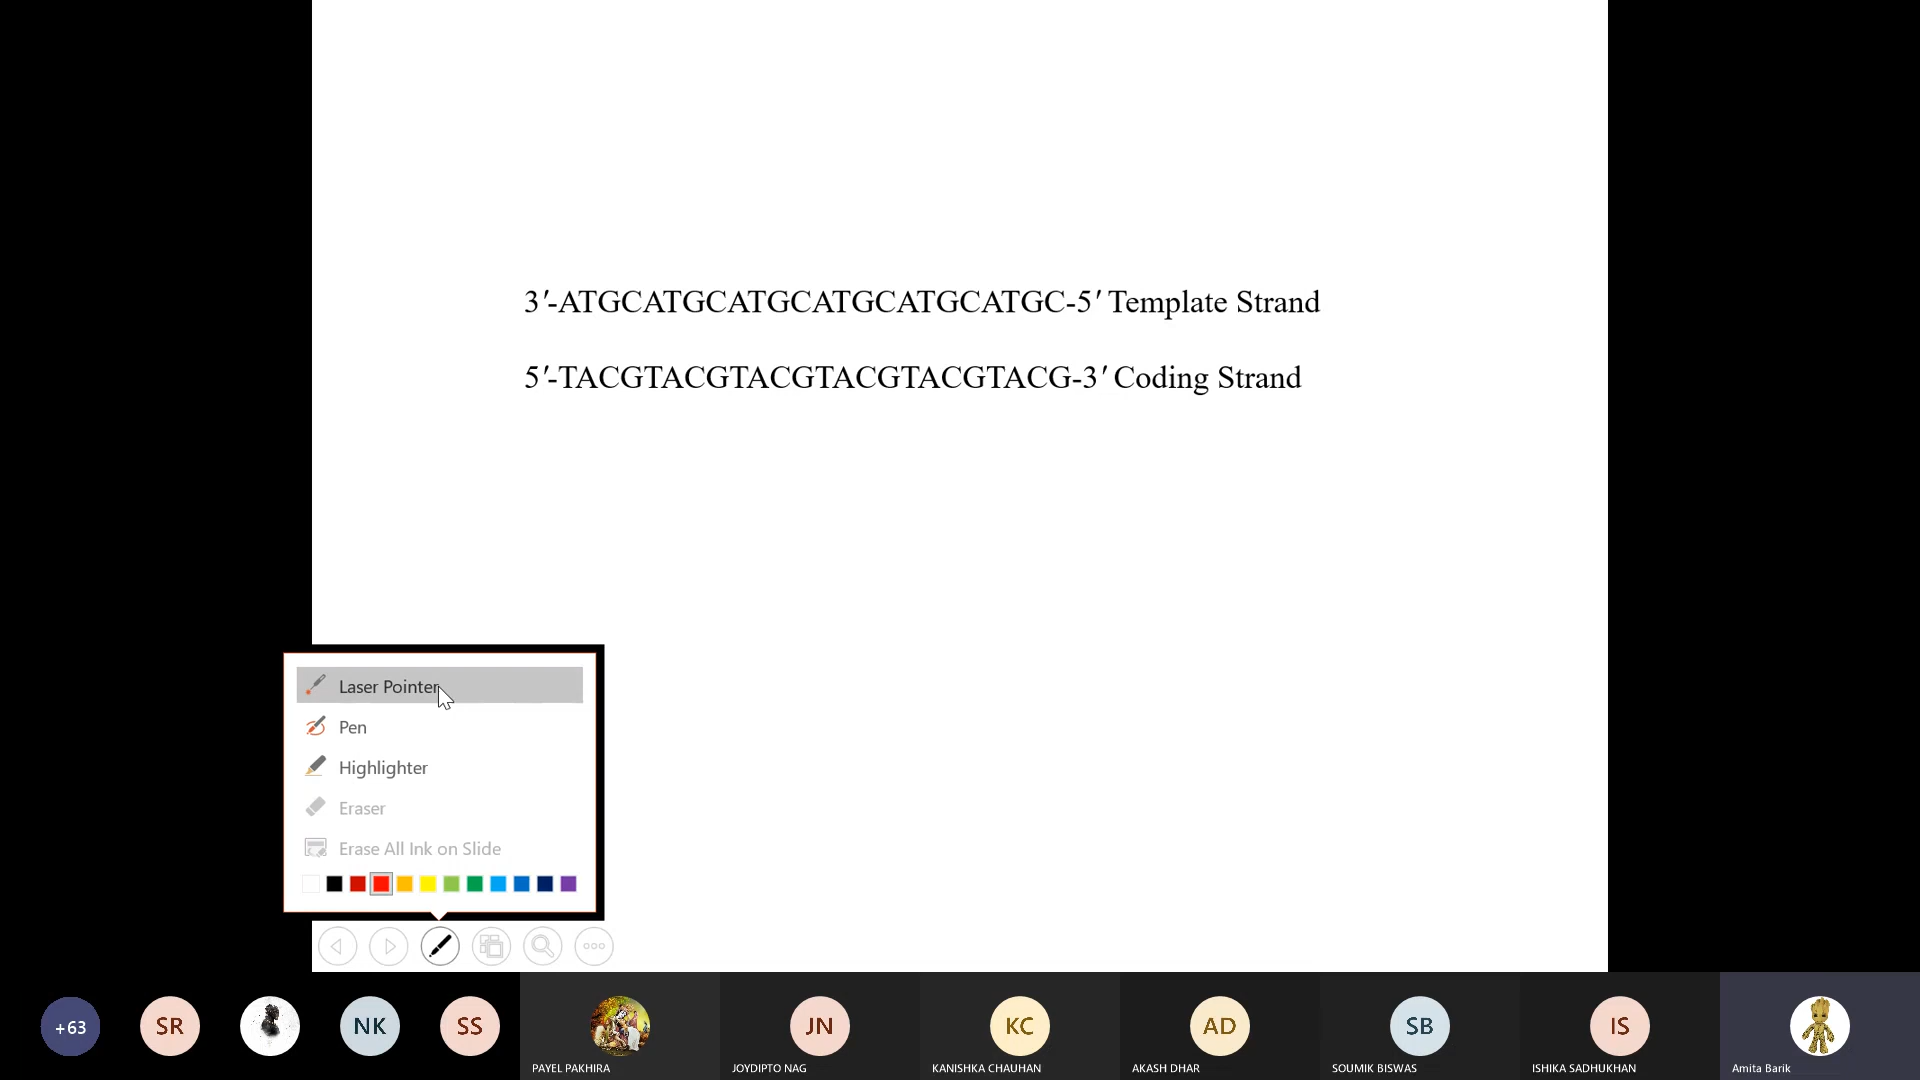 3′-ATGCATGCATGCATGCATGCATGC-5′ Template Strand
5′-TACGTACGTACGTACGTACGTACG-3′ Coding Strand
Laser Pointer
Pen
Highlighter
Eraser
Erase All Ink on Slide
+63
SR
NK
SS
JN
KC
AD
SB
IS
PAYEL PAKHIRA
JOYDIPTO NAG
KANISHKA CHAUHAN
AKASH DHAR
SOUMIK BISWAS
ISHIKA SADHUKHAN
Amita Barik